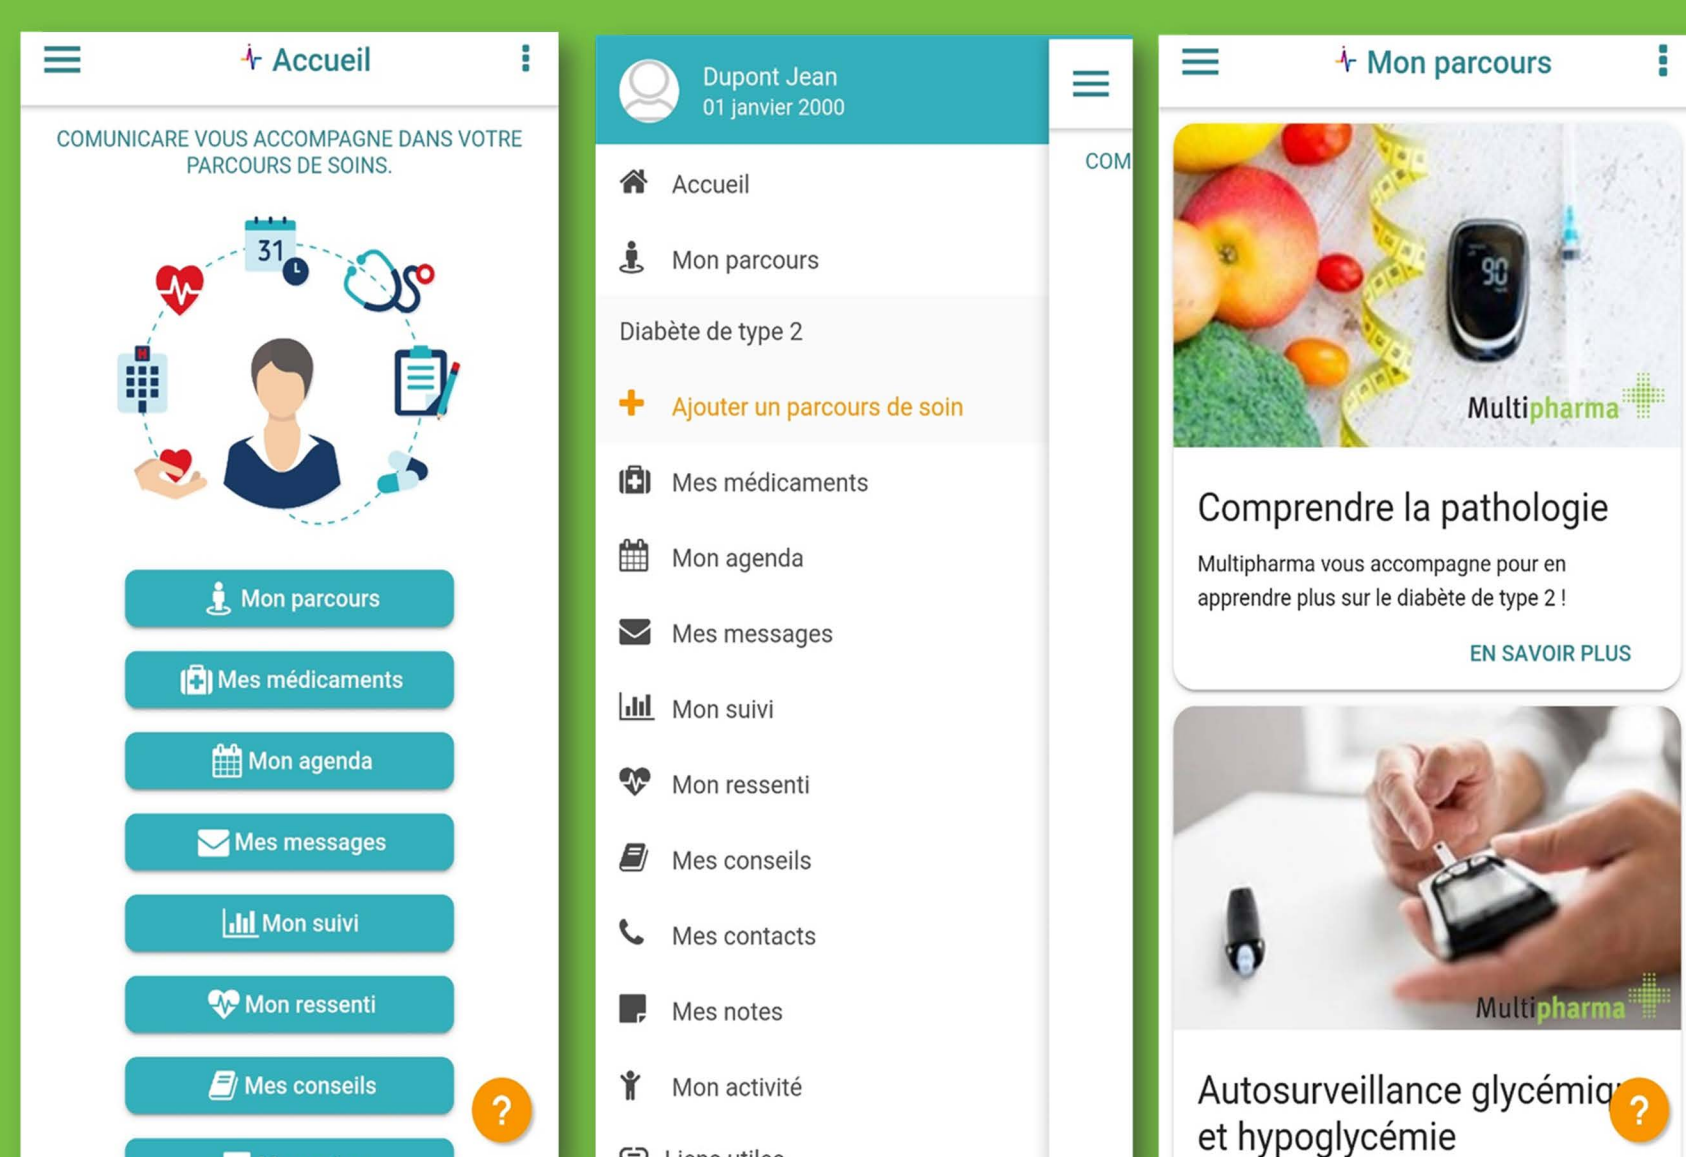 Accueil
COMUNICARE VOUS ACCOMPAGNE DANS VOTRE
PARCOURS DE SOINS.
31
H
Mon parcours
Mes médicaments
Mon agenda
Mes messages
Mon suivi
Mon ressenti
Mes conseils
?
Dupont Jean
01 janvier 2000
COM
Accueil
Mon parcours
Diabète de type 2
Ajouter un parcours de soin
Mes médicaments
Mon agenda
Mes messages
Mon suivi
Mon ressenti
Mes conseils
Mes contacts
Mes notes
Mon activité
Liens utiles
Mon parcours
90
Multipharma
Comprendre la pathologie
Multipharma vous accompagne pour en
apprendre plus sur le diabète de type 2 !
EN SAVOIR PLUS
Multipharma
Autosurveillance glycémiq
et hypoglycémie
?